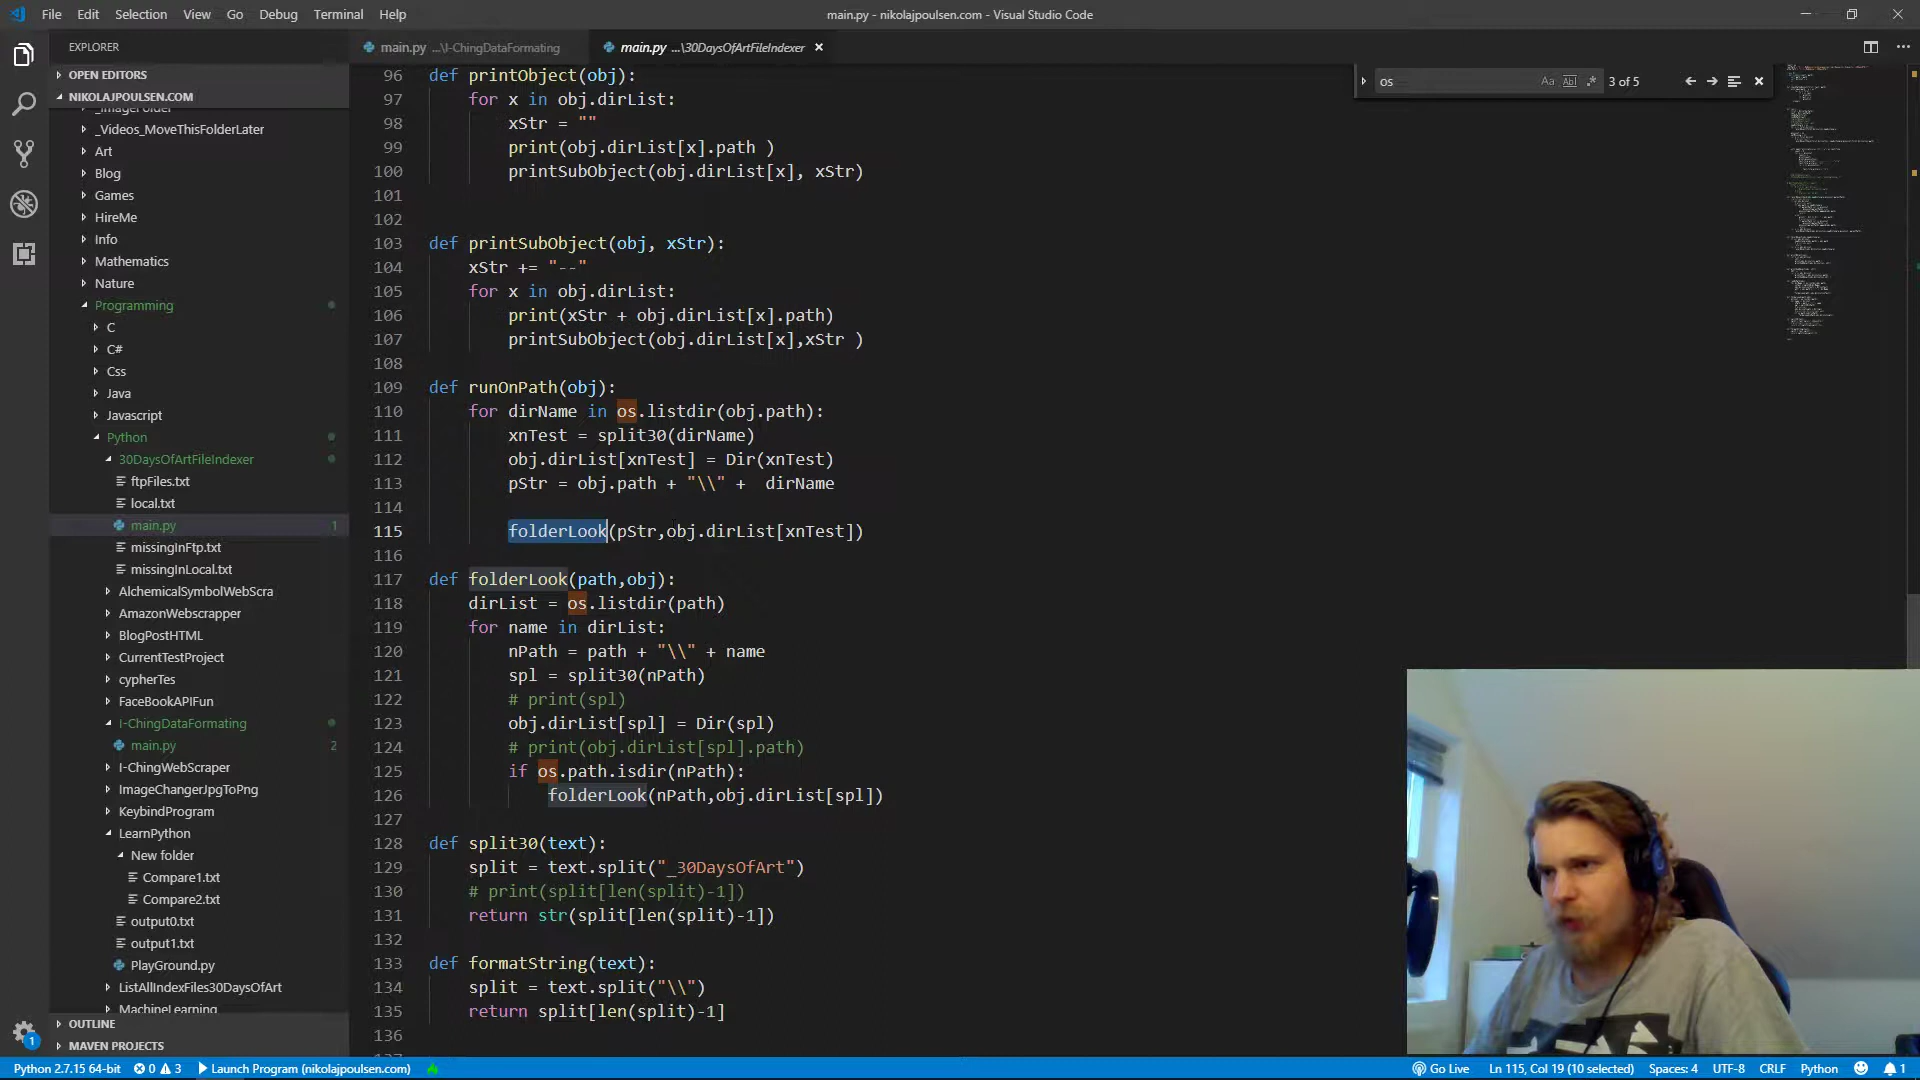 File Edit Selection View Go Debug Terminal Help
main.py - nikolajpoulsen.com - Visual Studio Code
EXPLORER
OPEN EDITORS
NIKOLAJPOULSEN.COM
_ImageFolder
_Videos_MoveThisFolderLater
Art
Blog
Games
HireMe
Info
Mathematics
Nature
Programming
C
C#
Css
Java
Javascript
Python
30DaysOfArtFileIndexer
ftpFiles.txt
local.txt
main.py 1
missingInFtp.txt
missingInLocal.txt
AlchemicalSymbolWebScra
AmazonWebscrapper
BlogPostHTML
CurrentTestProject
cypherTes
FaceBookAPIFun
I-ChingDataFormating
main.py 2
I-ChingWebScraper
ImageChangerJpgToPng
KeybindProgram
LearnPython
New folder
Compare1.txt
Compare2.txt
output0.txt
output1.txt
PlayGround.py
ListAllIndexFiles30DaysOfArt
MachineLearning
OUTLINE
MAVEN PROJECTS
1
main.py ...\I-ChingDataFormating
main.py ...\30DaysOfArtFileIndexer
os Aa Abl .* 3 of 5
96 def printObject(obj):
97 for x in obj.dirList:
98 xStr = ""
99 print(obj.dirList[x].path )
100 printSubObject(obj.dirList[x], xStr)
101
102
103 def printSubObject(obj, xStr):
104 xStr += "--"
105 for x in obj.dirList:
106 print(xStr + obj.dirList[x].path)
107 printSubObject(obj.dirList[x],xStr )
108
109 def runOnPath(obj):
110 for dirName in os.listdir(obj.path):
111 xnTest = split30(dirName)
112 obj.dirList[xnTest] = Dir(xnTest)
113 pStr = obj.path + "\\" +  dirName
114
115 folderLook(pStr,obj.dirList[xnTest])
116
117 def folderLook(path,obj):
118 dirList = os.listdir(path)
119 for name in dirList:
120 nPath = path + "\\" + name
121 spl = split30(nPath)
122 # print(spl)
123 obj.dirList[spl] = Dir(spl)
124 # print(obj.dirList[spl].path)
125 if os.path.isdir(nPath):
126 folderLook(nPath,obj.dirList[spl])
127
128 def split30(text):
129 split = text.split("_30DaysOfArt")
130 # print(split[len(split)-1])
131 return str(split[len(split)-1])
132
133 def formatString(text):
134 split = text.split("\\")
135 return split[len(split)-1]
136
Python 2.7.15 64-bit 0 3 Launch Program (nikolajpoulsen.com) Go Live Ln 115, Col 19 (10 selected) Spaces: 4 UTF-8 CRLF Python 1